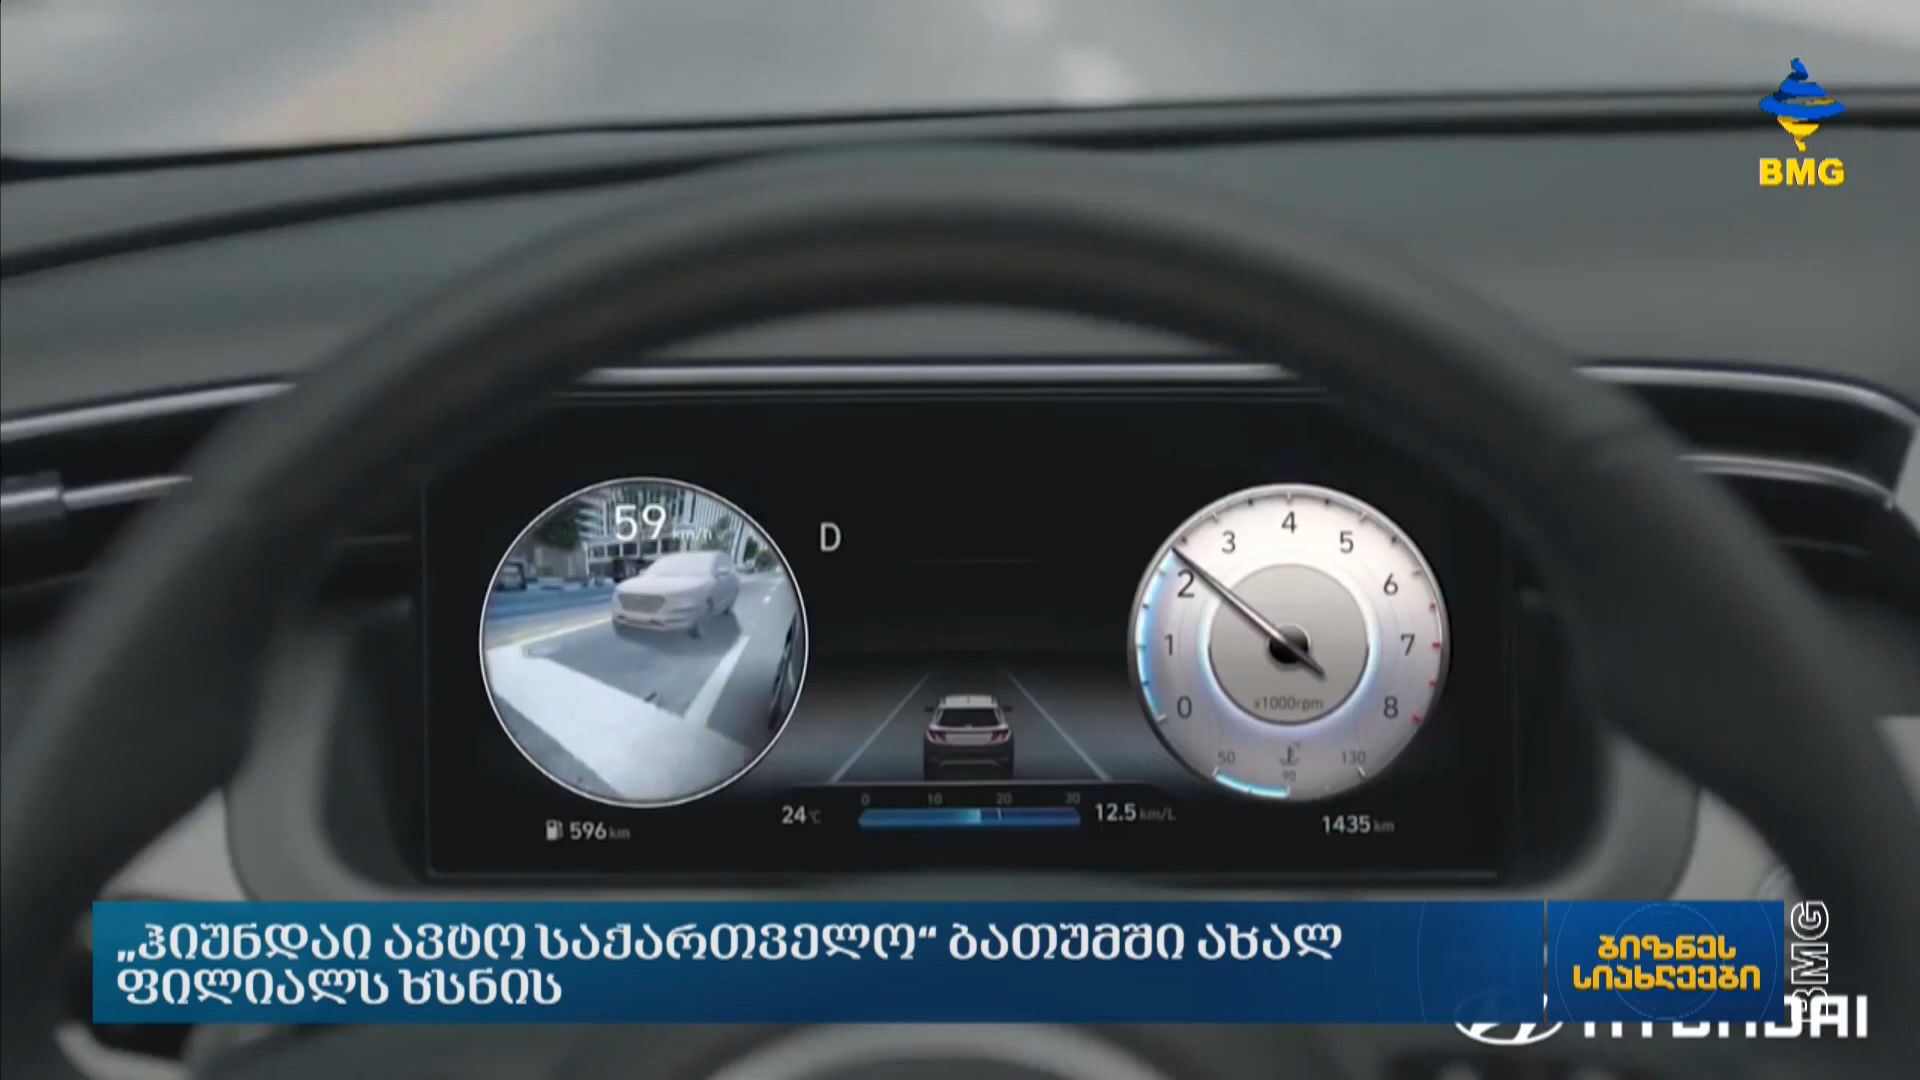 BMG
59 km/h
D
0
1
2
3
4
5
6
7
8
x1000rpm
50
90
130
596 km
24°C
0 10 20 30
12.5 km/L
1435 km
„ჰიუნდაი ავტო საქართველო“ ბათუმში ახალ
ფილიალს ხსნის
ბიზნეს
სიახლეები
BMG
HYUNDAI